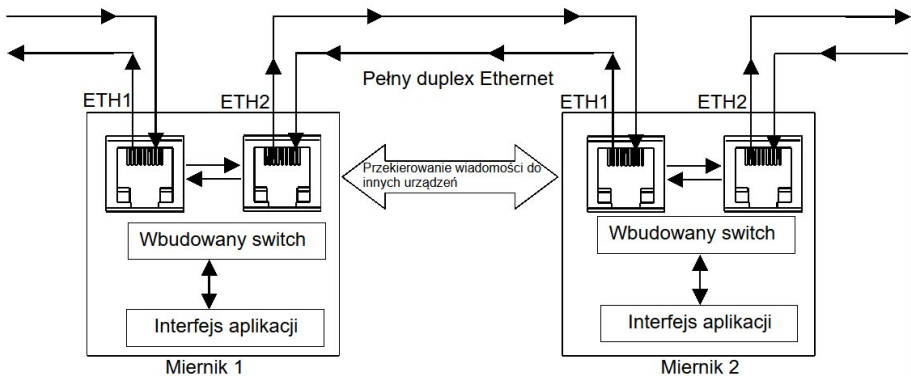 Pełny duplex Ethernet
ETH1
ETH2
ETH1
ETH2
Przekierowanie wiadomości do
innych urządzeń
Wbudowany switch
Wbudowany switch
Interfejs aplikacji
Interfejs aplikacji
Miernik 1
Miernik 2